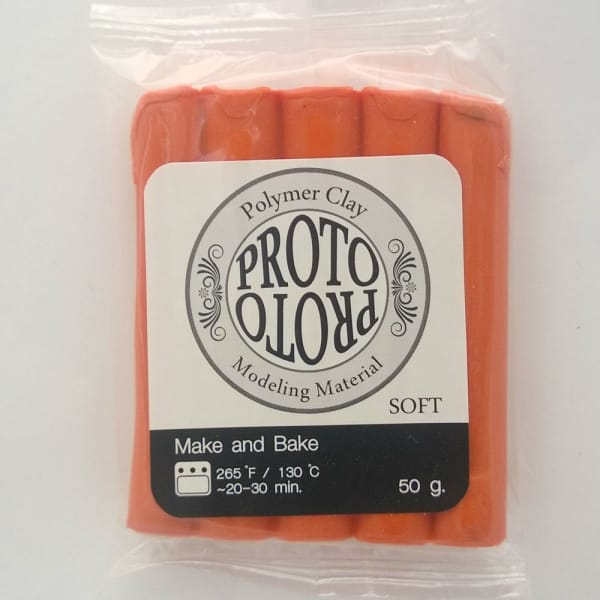 Polymer Clay
PROTO
PROTO
Modeling Material
SOFT
Make and Bake
265 °F / 130 °C
~20-30 min.
50 g.